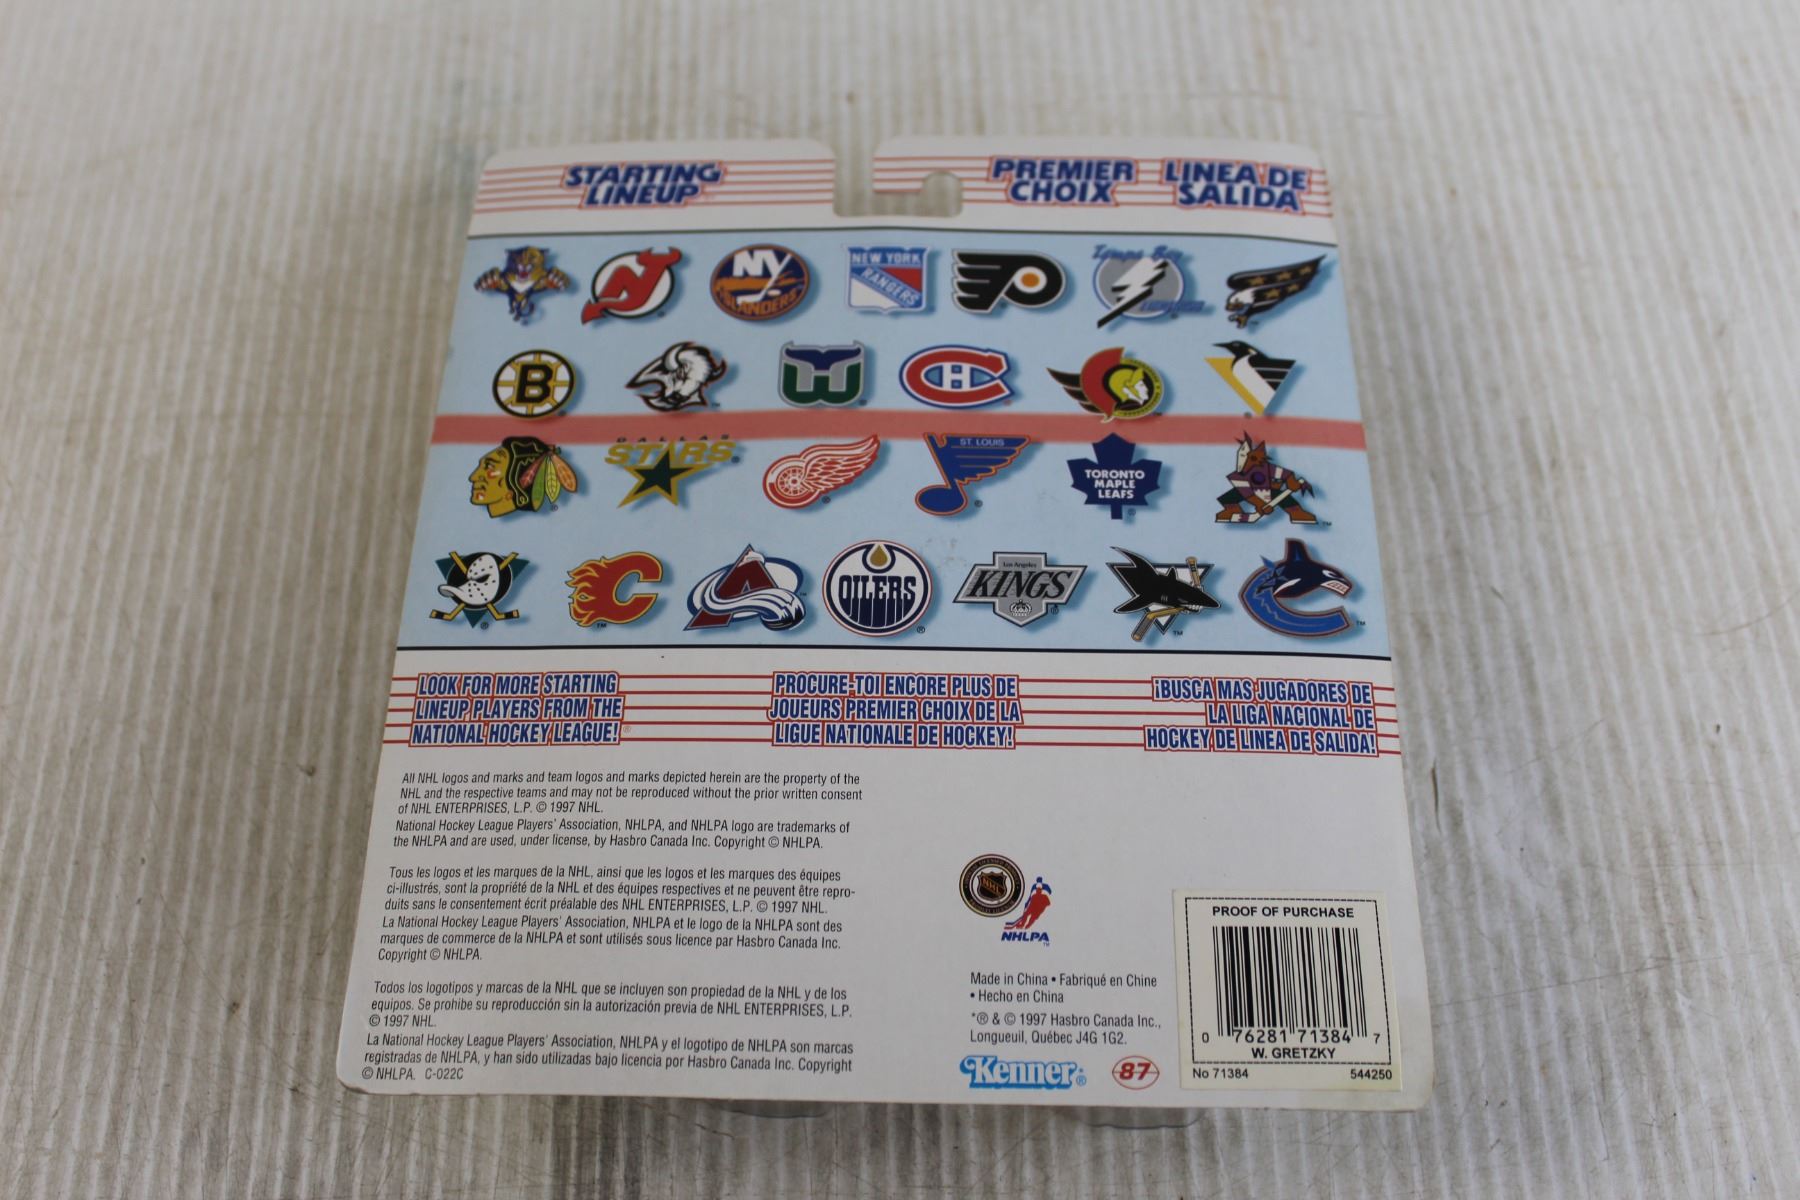 STARTING
LINEUP
PREMIER
CHOIX
LINEA DE
SALIDA
NY
ISLANDERS
NEW YORK
RANGERS
P
Tampa Bay
Lightning
B
H
DALLAS
STARS
ST. LOUIS
TORONTO
MAPLE
LEAFS
C
A
OILERS
Los Angeles
KINGS
LOOK FOR MORE STARTING
LINEUP PLAYERS FROM THE
NATIONAL HOCKEY LEAGUE!®
PROCURE-TOI ENCORE PLUS DE
JOUEURS PREMIER CHOIX DE LA
LIGUE NATIONALE DE HOCKEY!
¡BUSCA MAS JUGADORES DE
LA LIGA NACIONAL DE
HOCKEY DE LINEA DE SALIDA!
All NHL logos and marks and team logos and marks depicted herein are the property of the
NHL and the respective teams and may not be reproduced without the prior written consent
of NHL ENTERPRISES, L.P. © 1997 NHL.
National Hockey League Players' Association, NHLPA, and NHLPA logo are trademarks of
the NHLPA and are used, under license, by Hasbro Canada Inc. Copyright © NHLPA.
Tous les logos et les marques de la NHL, ainsi que les logos et les marques des équipes
ci-illustrés, sont la propriété de la NHL et des équipes respectives et ne peuvent être repro-
duits sans le consentement écrit préalable des NHL ENTERPRISES, L.P. © 1997 NHL.
La National Hockey League Players' Association, NHLPA et le logo de la NHLPA sont des
marques de commerce de la NHLPA et sont utilisés sous licence par Hasbro Canada Inc.
Copyright © NHLPA.
Todos los logotipos y marcas de la NHL que se incluyen son propiedad de la NHL y de los
equipos. Se prohibe su reproducción sin la autorización previa de NHL ENTERPRISES, L.P.
© 1997 NHL.
La National Hockey League Players' Association, NHLPA y el logotipo de NHLPA son marcas
registradas de NHLPA, y han sido utilizadas bajo licencia por Hasbro Canada Inc. Copyright
© NHLPA. C-022C
NHL
NHLPA
Made in China • Fabriqué en Chine
• Hecho en China
*® & © 1997 Hasbro Canada Inc.,
Longueuil, Québec J4G 1G2.
Kenner®
87
PROOF OF PURCHASE
0 76281 71384 7
W. GRETZKY
No 71384 544250